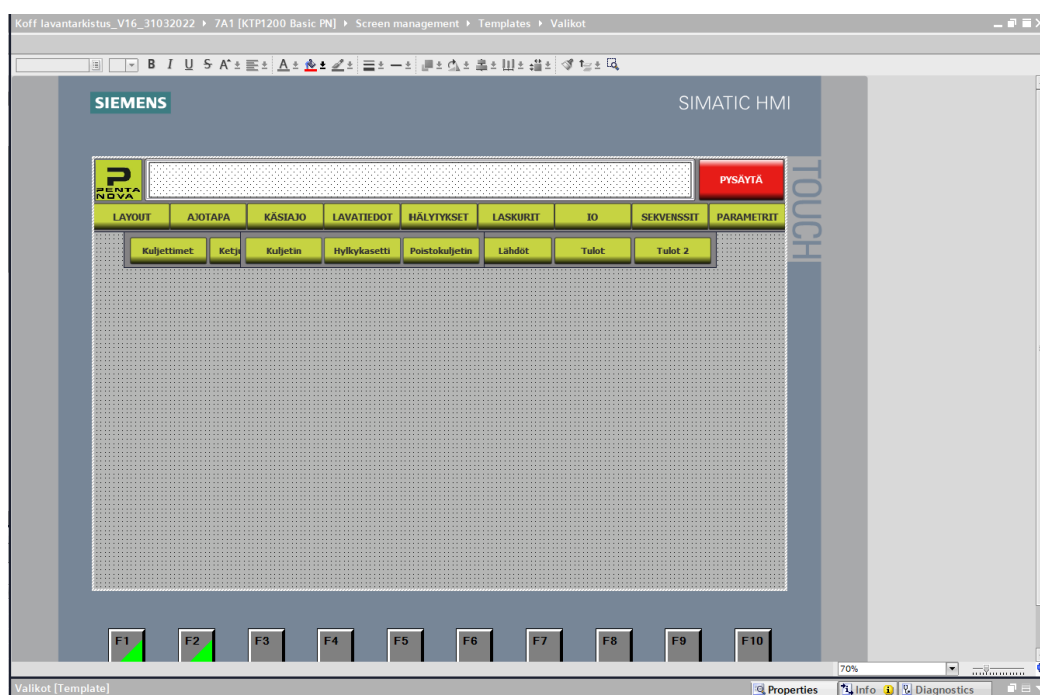 Koff lavantarkistus_V16_31032022 ▸ 7A1 [KTP1200 Basic PN] ▸ Screen management ▸ Templates ▸ Valikot
B I U S A
SIEMENS SIMATIC HMI
PENTA NOVA
PYSÄYTÄ
TOUCH
LAYOUT AJOTAPA KÄSIAJO LAVATIEDOT HÄLYTYKSET LASKURIT IO SEKVENSSIT PARAMETRIT
Kuljettimet Ketj Kuljetin Hylkykasetti Poistokuljetin Lähdöt Tulot Tulot 2
F1 F2 F3 F4 F5 F6 F7 F8 F9 F10
70%
Valikot [Template] Properties Info Diagnostics